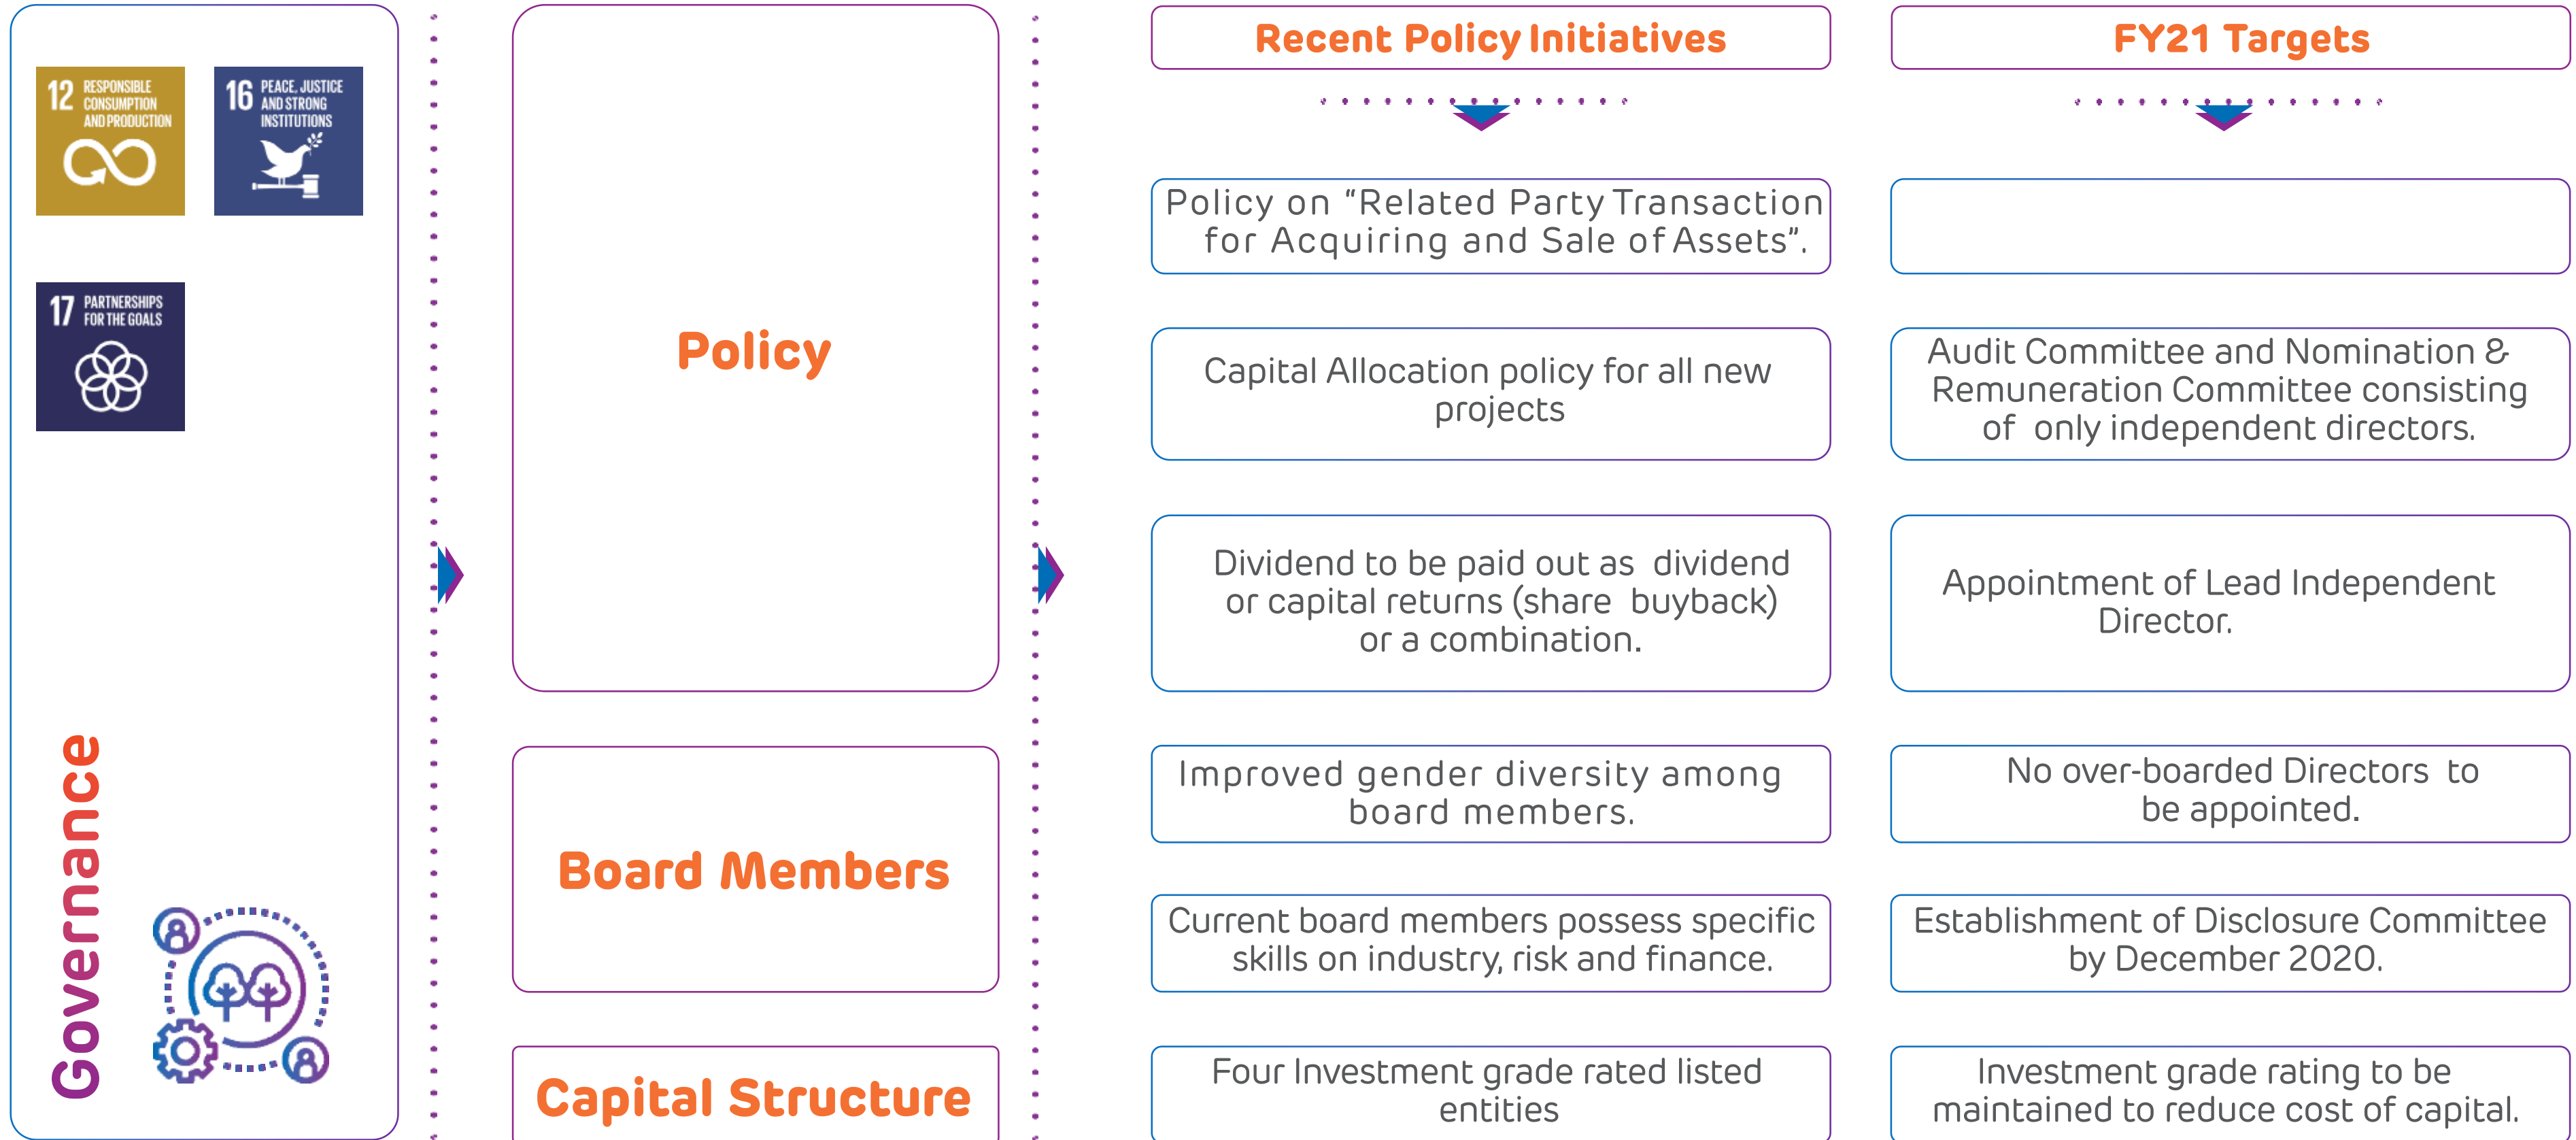 12 RESPONSIBLE
CONSUMPTION
AND PRODUCTION
16 PEACE, JUSTICE
AND STRONG
INSTITUTIONS
17 PARTNERSHIPS
FOR THE GOALS
Governance
Policy
Board Members
Capital Structure
Recent Policy Initiatives
Policy on “Related Party Transaction
for Acquiring and Sale of Assets”.
Capital Allocation policy for all new
projects
Dividend to be paid out as dividend
or capital returns (share buyback)
or a combination.
Improved gender diversity among
board members.
Current board members possess specific
skills on industry, risk and finance.
Four Investment grade rated listed
entities
FY21 Targets
Audit Committee and Nomination &
Remuneration Committee consisting
of only independent directors.
Appointment of Lead Independent
Director.
No over-boarded Directors to
be appointed.
Establishment of Disclosure Committee
by December 2020.
Investment grade rating to be
maintained to reduce cost of capital.